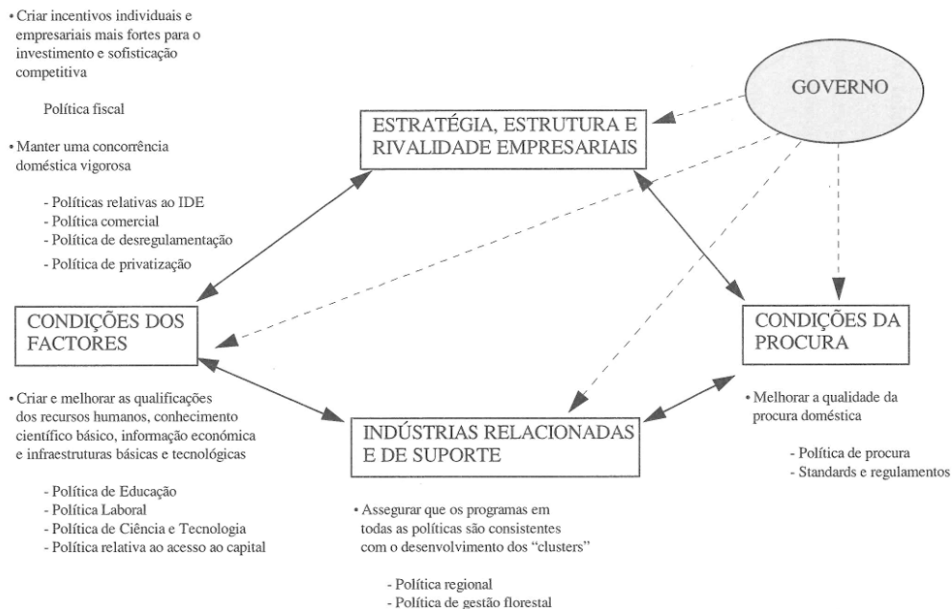 • Criar incentivos individuais e
empresariais mais fortes para o
investimento e sofisticação
competitiva
Política fiscal
• Manter uma concorrência
doméstica vigorosa
- Políticas relativas ao IDE
- Política comercial
- Política de desregulamentação
- Política de privatização
GOVERNO
ESTRATÉGIA, ESTRUTURA E
RIVALIDADE EMPRESARIAIS
CONDIÇÕES DOS
FACTORES
CONDIÇÕES DA
PROCURA
• Criar e melhorar as qualificações
dos recursos humanos, conhecimento
científico básico, informação económica
e infraestruturas básicas e tecnológicas
- Política de Educação
- Política Laboral
- Política de Ciência e Tecnologia
- Política relativa ao acesso ao capital
INDÚSTRIAS RELACIONADAS
E DE SUPORTE
• Assegurar que os programas em
todas as políticas são consistentes
com o desenvolvimento dos “clusters”
- Política regional
- Política de gestão florestal
• Melhorar a qualidade da
procura doméstica
- Política de procura
- Standards e regulamentos